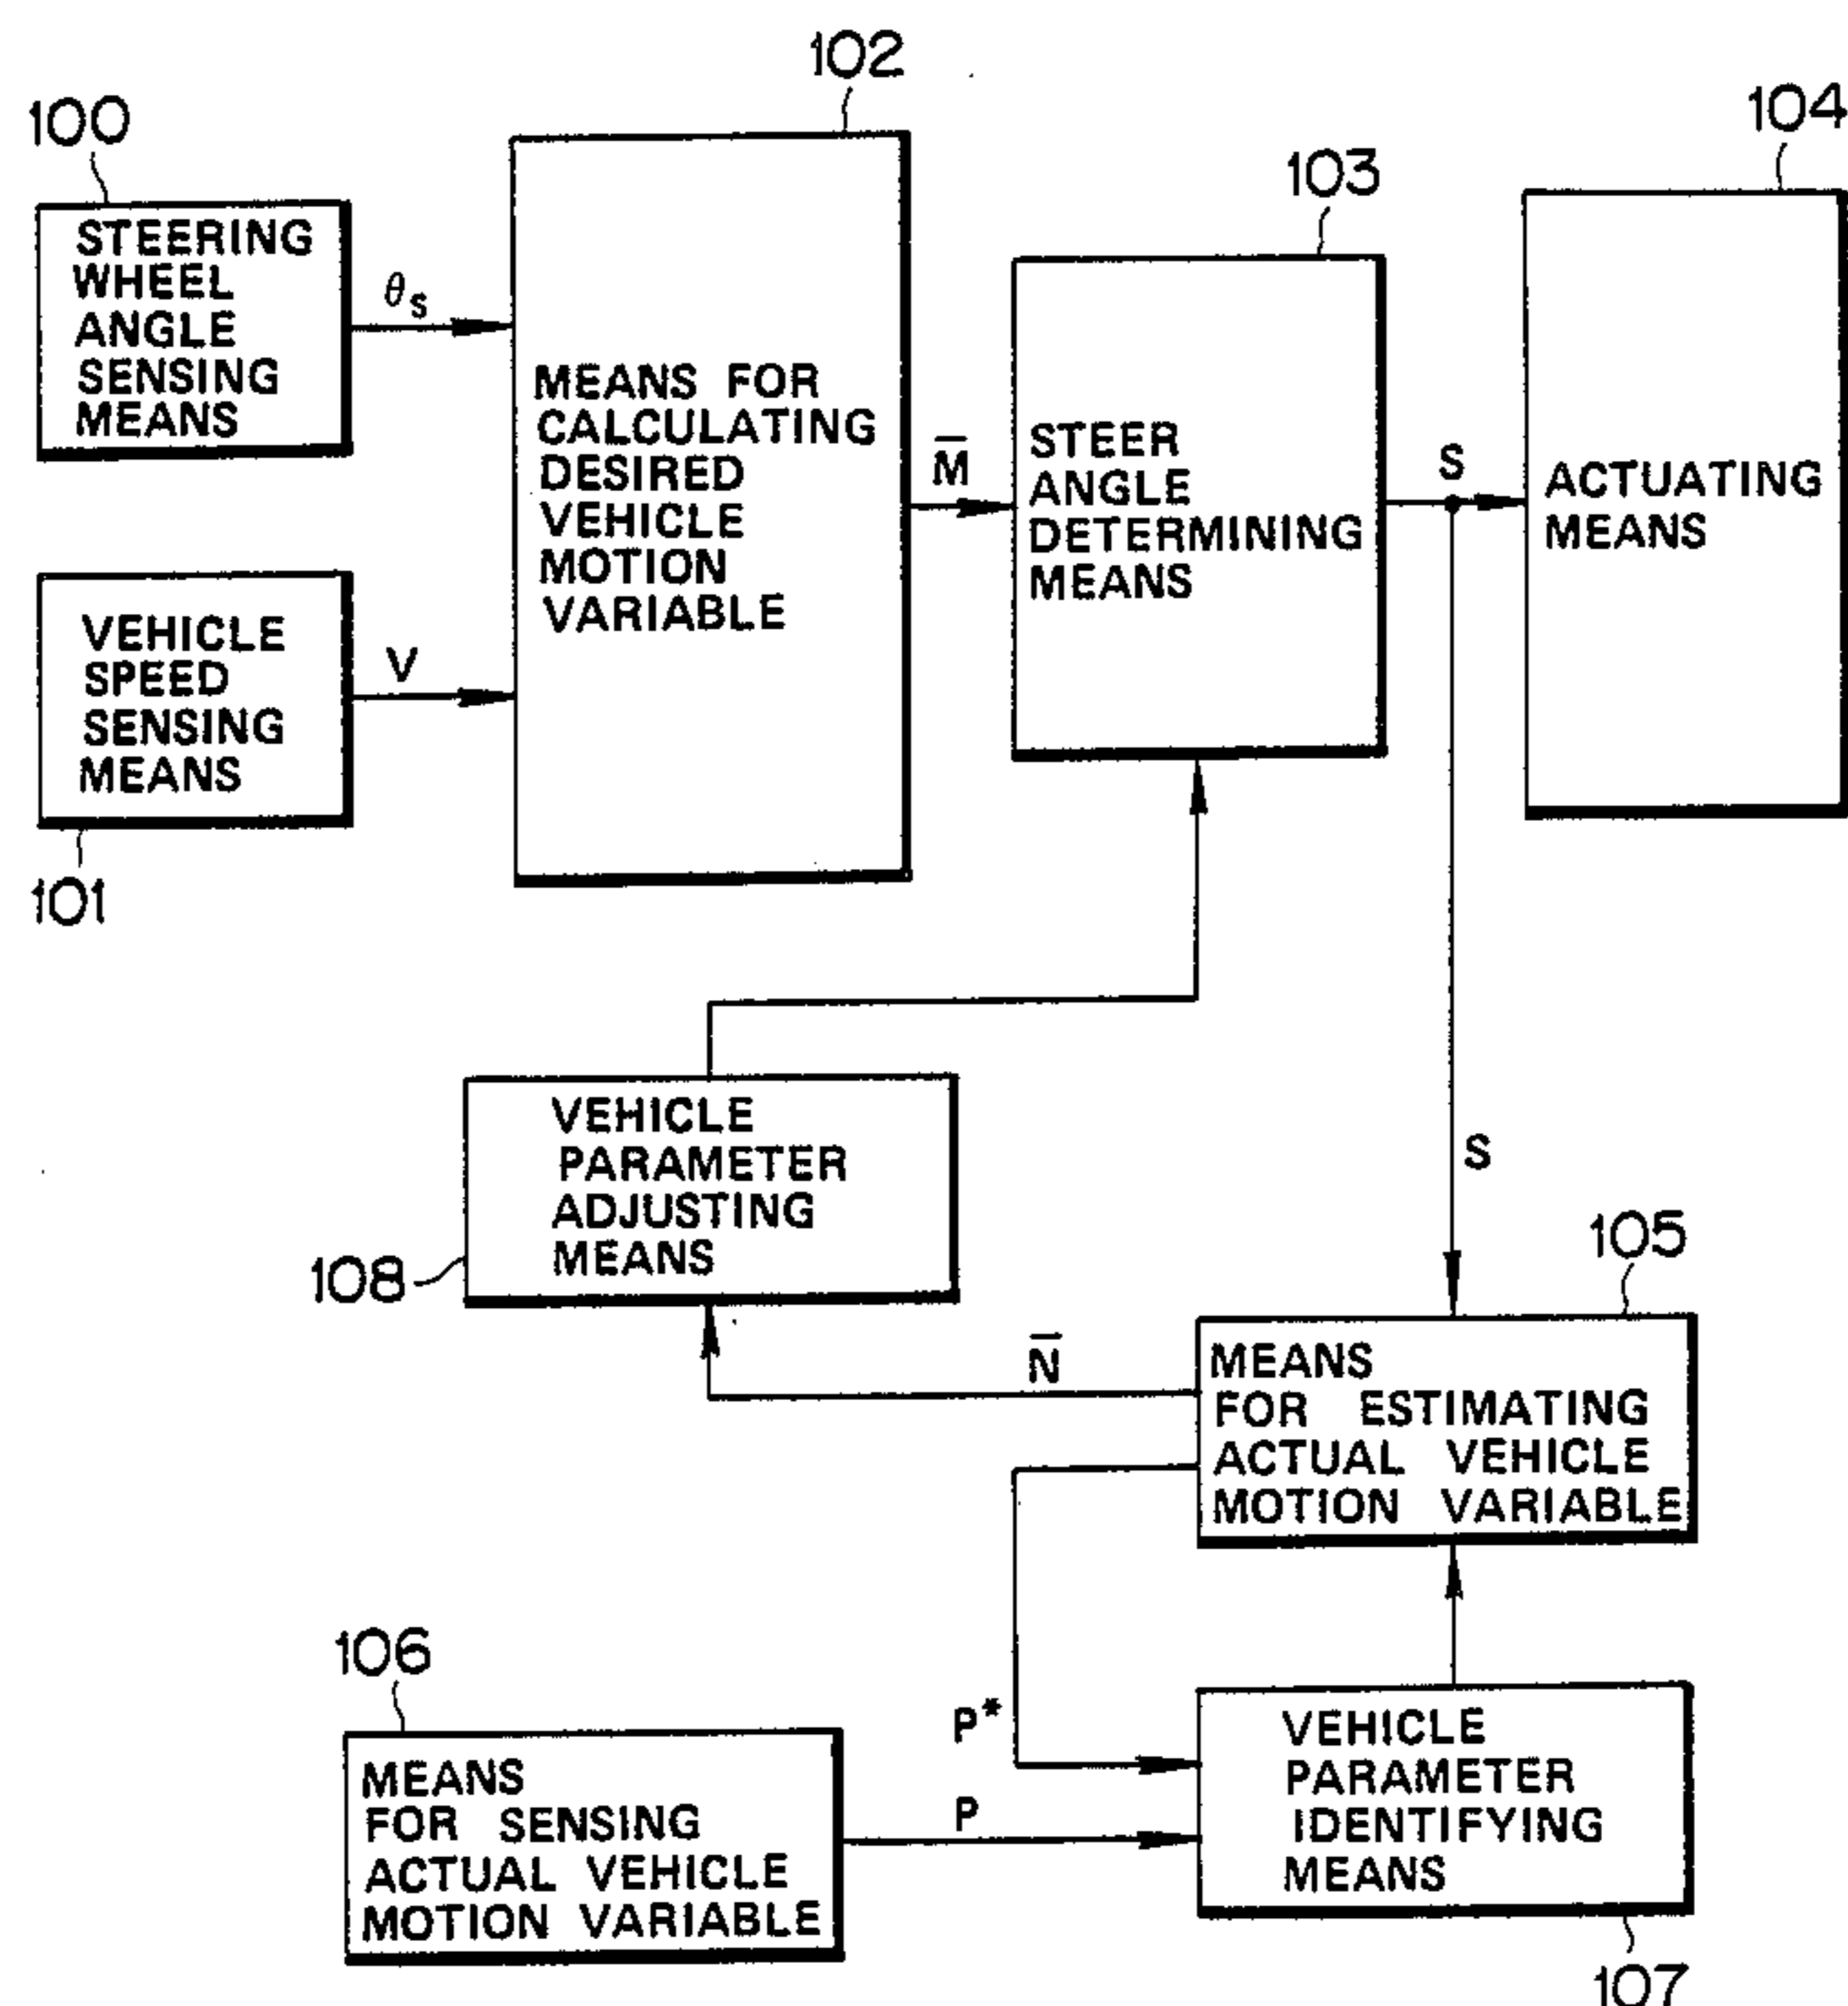 102
100
104
103
STEERING
WHEEL
ANGLE
SENSING
MEANS
θs
MEANS FOR
CALCULATING
DESIRED
VEHICLE
MOTION
VARIABLE
M̅
STEER
ANGLE
DETERMINING
MEANS
S
ACTUATING
MEANS
VEHICLE
SPEED
SENSING
MEANS
V
101
VEHICLE
PARAMETER
ADJUSTING
MEANS
108
S
105
N̅
MEANS
FOR ESTIMATING
ACTUAL VEHICLE
MOTION VARIABLE
106
P*
MEANS
FOR SENSING
ACTUAL VEHICLE
MOTION VARIABLE
P
VEHICLE
PARAMETER
IDENTIFYING
MEANS
107